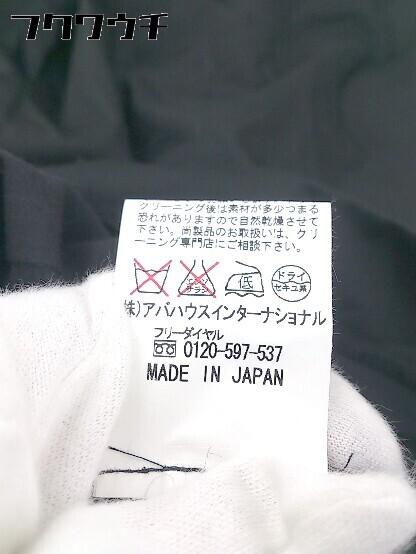 フクワウチ
クリーニング後は素材が多少つまる
恐れがありますので自然乾燥させて
下さい。尚製品のお取扱いは、クリ
ーニング専門店にご相談下さい。
エンソ サラシ 低 ドライ セキユ系
株)アバハウスインターナショナル
フリーダイヤル
0120-597-537
MADE IN JAPAN